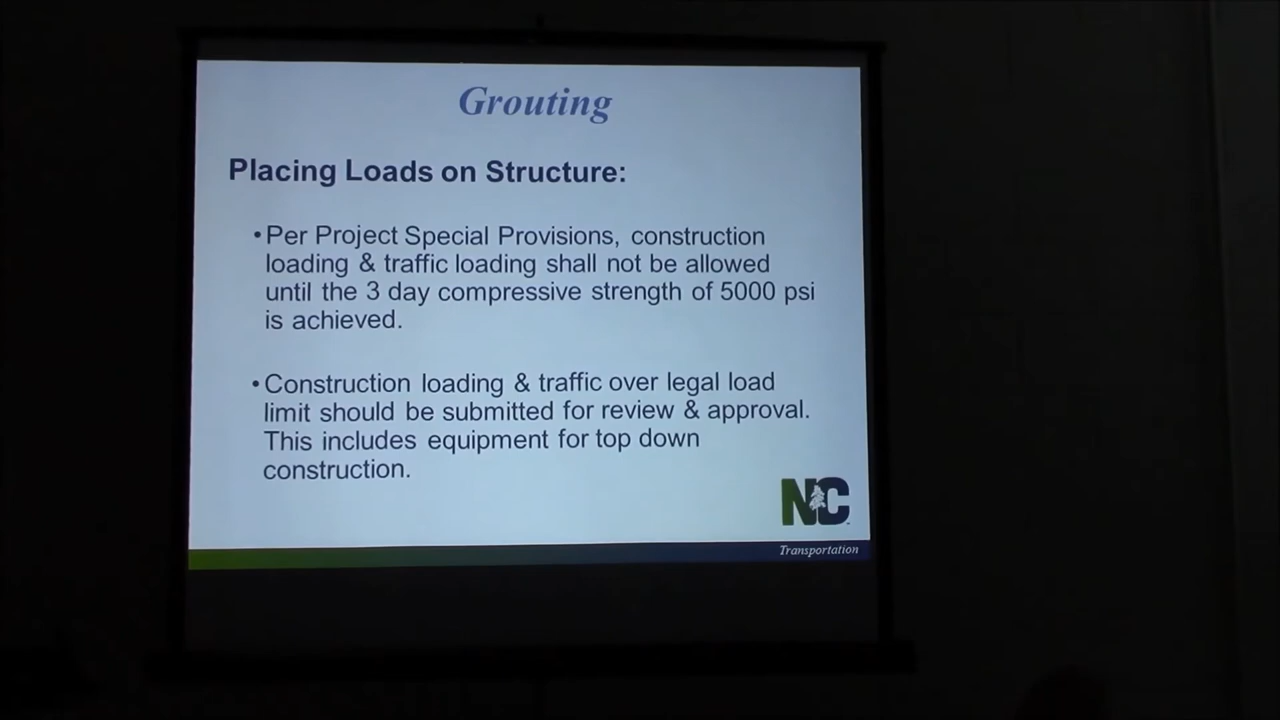 Grouting
Placing Loads on Structure:
•Per Project Special Provisions, construction
loading & traffic loading shall not be allowed
until the 3 day compressive strength of 5000 psi
is achieved.
•Construction loading & traffic over legal load
limit should be submitted for review & approval.
This includes equipment for top down
construction.
NC
Transportation